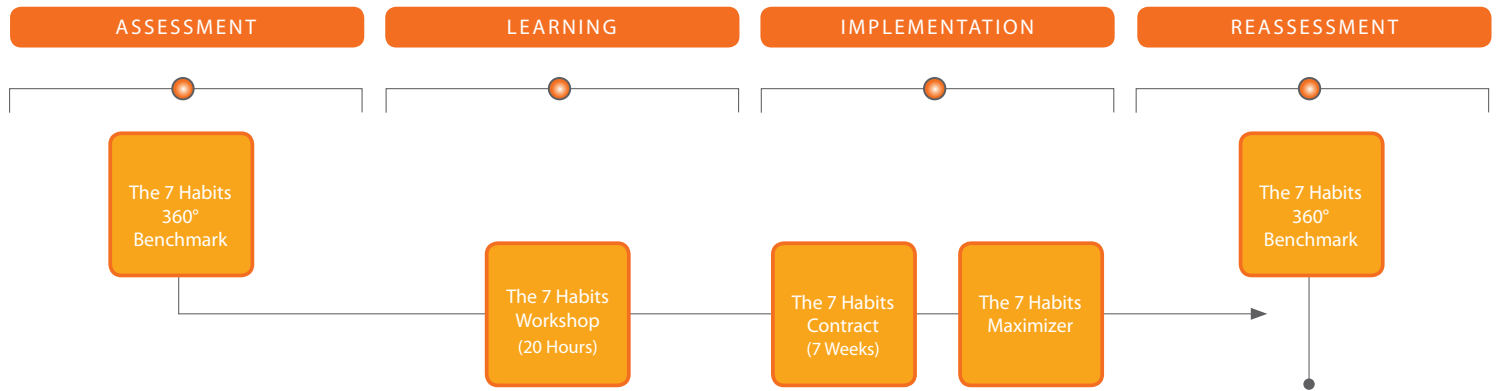 ASSESSMENT
LEARNING
IMPLEMENTATION
REASSESSMENT
The 7 Habits
360°
Benchmark
The 7 Habits
Workshop
(20 Hours)
The 7 Habits
Contract
(7 Weeks)
The 7 Habits
Maximizer
The 7 Habits
360°
Benchmark